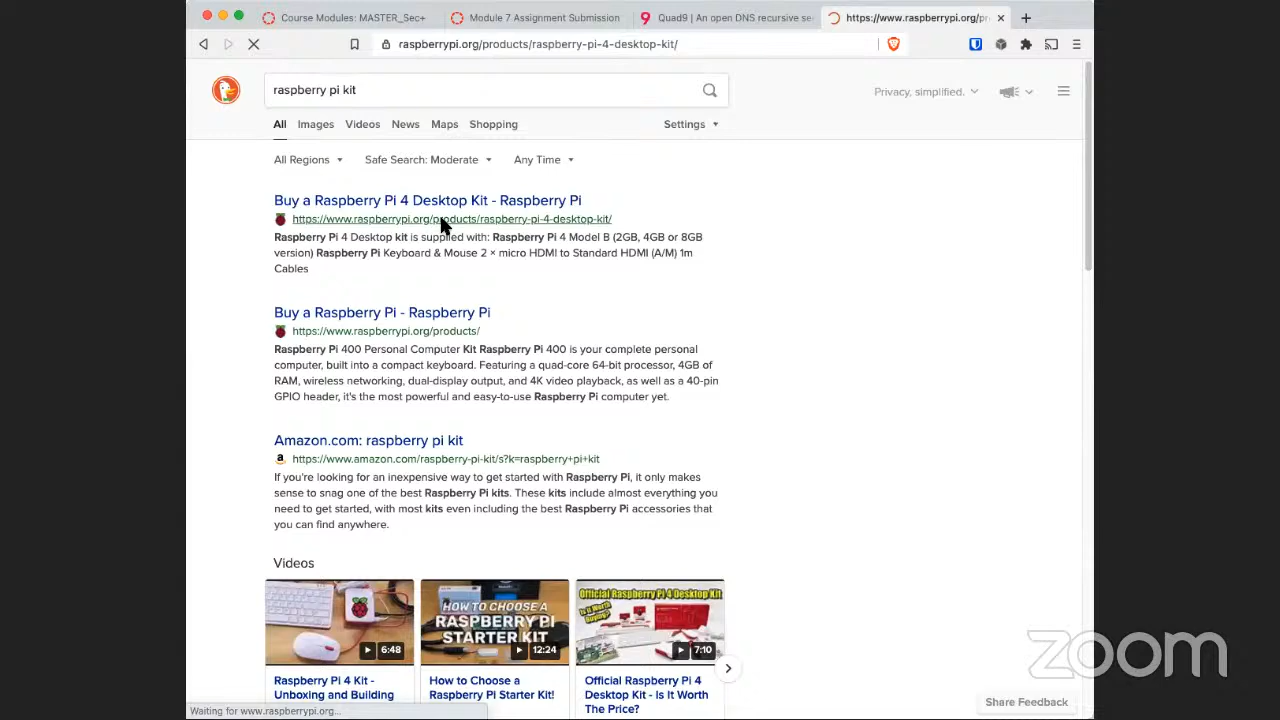 Course Modules: MASTER_Sec+
Module 7 Assignment Submission
Quad9 | An open DNS recursive se
https://www.raspberrypi.org/pr
raspberrypi.org/products/raspberry-pi-4-desktop-kit/
raspberry pi kit
Privacy, simplified.
All Images Videos News Maps Shopping Settings
All Regions Safe Search: Moderate Any Time
Buy a Raspberry Pi 4 Desktop Kit - Raspberry Pi
https://www.raspberrypi.org/products/raspberry-pi-4-desktop-kit/
Raspberry Pi 4 Desktop kit is supplied with: Raspberry Pi 4 Model B (2GB, 4GB or 8GB
version) Raspberry Pi Keyboard & Mouse 2 × micro HDMI to Standard HDMI (A/M) 1m
Cables
Buy a Raspberry Pi - Raspberry Pi
https://www.raspberrypi.org/products/
Raspberry Pi 400 Personal Computer Kit Raspberry Pi 400 is your complete personal
computer, built into a compact keyboard. Featuring a quad-core 64-bit processor, 4GB of
RAM, wireless networking, dual-display output, and 4K video playback, as well as a 40-pin
GPIO header, it's the most powerful and easy-to-use Raspberry Pi computer yet.
Amazon.com: raspberry pi kit
a https://www.amazon.com/raspberry-pi-kit/s?k=raspberry+pi+kit
If you're looking for an inexpensive way to get started with Raspberry Pi, it only makes
sense to snag one of the best Raspberry Pi kits. These kits include almost everything you
need to get started, with most kits even including the best Raspberry Pi accessories that
you can find anywhere.
Videos
6:48
HOW TO CHOOSE A
RASPBERRY PI
STARTER KIT
12:24
Official Raspberry Pi 4 Desktop Kit
Is It Worth
Buying?
7:10
Raspberry Pi 4 Kit -
Unboxing and Building
How to Choose a
Raspberry Pi Starter Kit!
Official Raspberry Pi 4
Desktop Kit - Is It Worth
The Price?
Share Feedback
Waiting for www.raspberrypi.org...
zoom